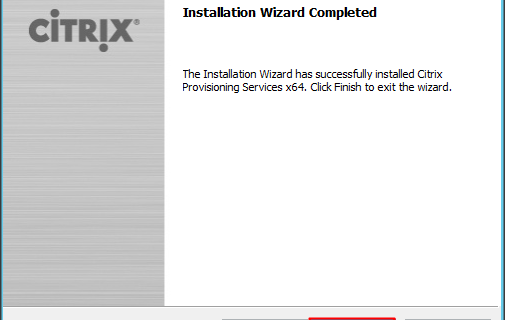 CITRIX®
Installation Wizard Completed
The Installation Wizard has successfully installed Citrix
Provisioning Services x64. Click Finish to exit the wizard.